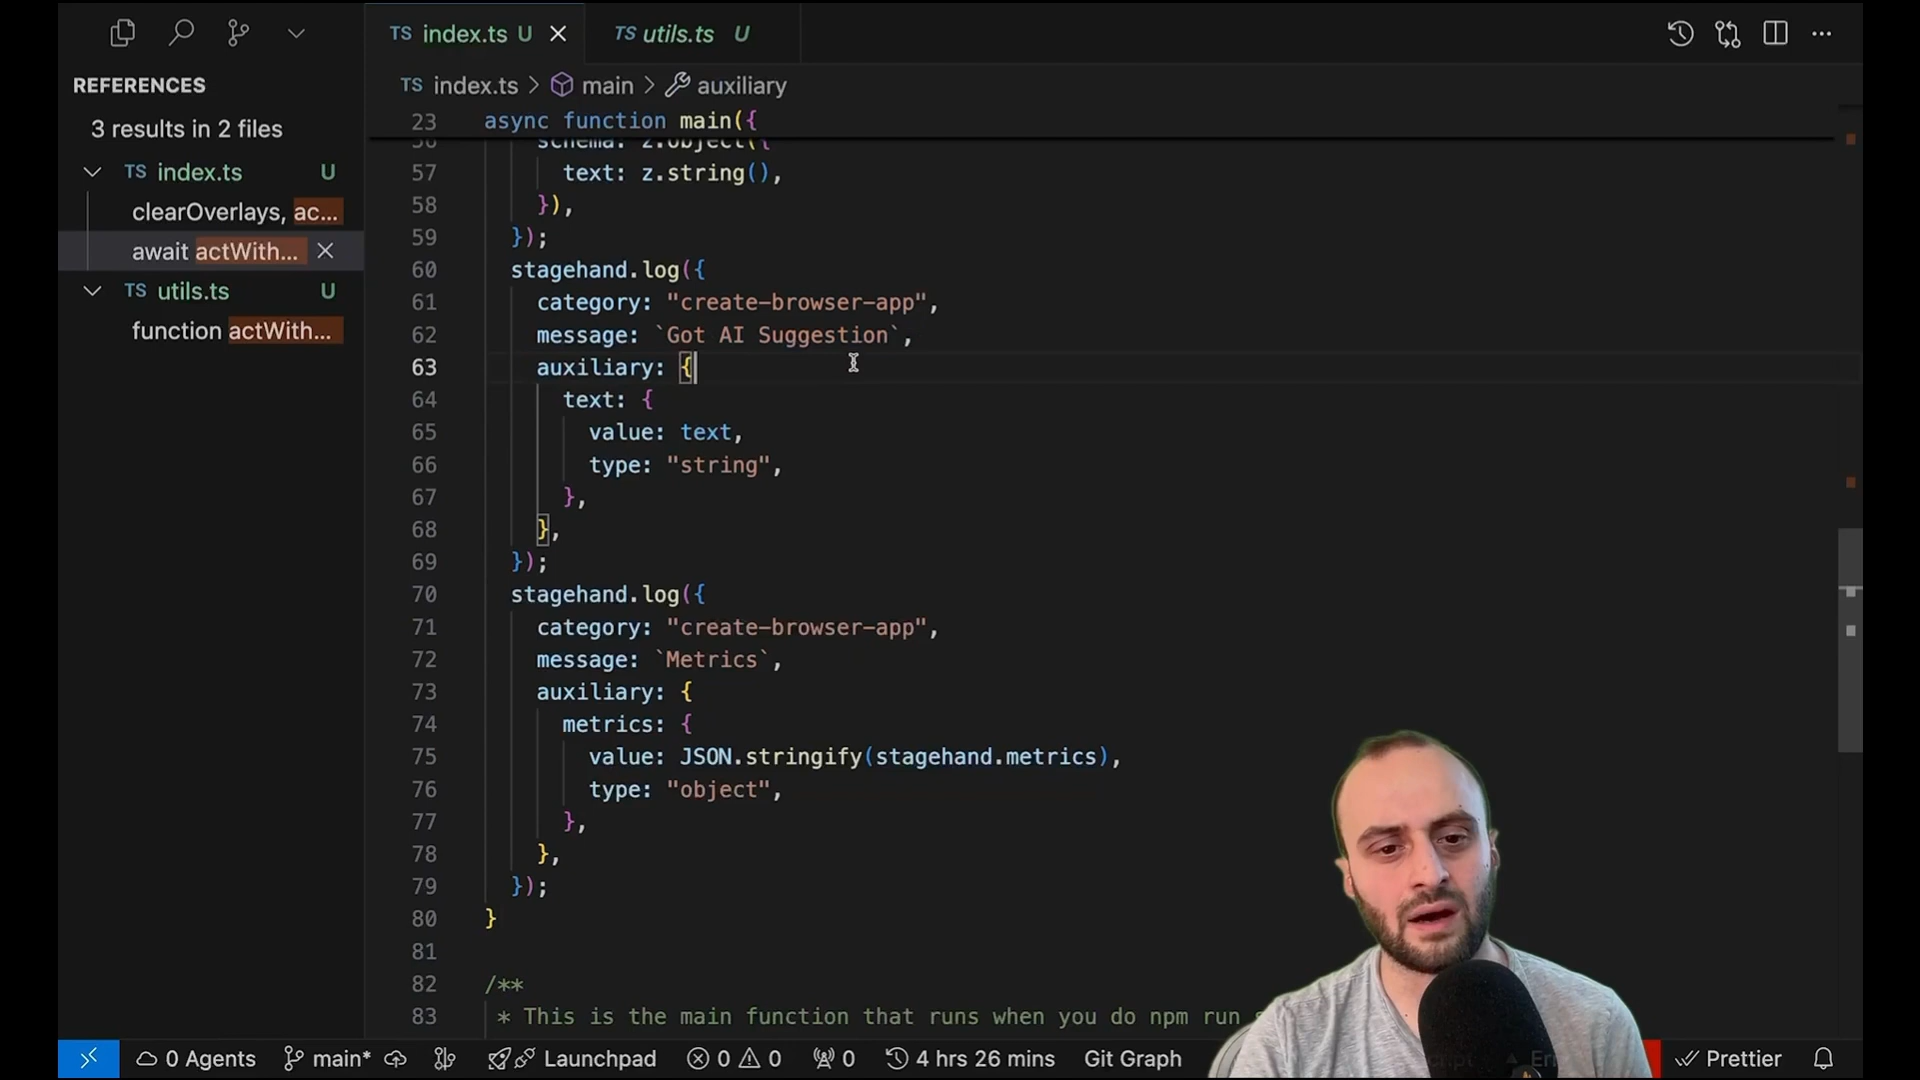 TS index.ts U
TS utils.ts U
REFERENCES
3 results in 2 files
TS index.ts U
clearOverlays, ac...
await actWith...
TS utils.ts U
function actWith...
TS index.ts > main > auxiliary
23 async function main({
56 schema: z.object({
57 text: z.string(),
58 }),
59 });
60 stagehand.log({
61 category: "create-browser-app",
62 message: `Got AI Suggestion`,
63 auxiliary: {
64 text: {
65 value: text,
66 type: "string",
67 },
68 },
69 });
70 stagehand.log({
71 category: "create-browser-app",
72 message: `Metrics`,
73 auxiliary: {
74 metrics: {
75 value: JSON.stringify(stagehand.metrics),
76 type: "object",
77 },
78 },
79 });
80 }
81
82 /**
83 * This is the main function that runs when you do npm run
0 Agents main* Launchpad 0 0 0 4 hrs 26 mins Git Graph Prettier